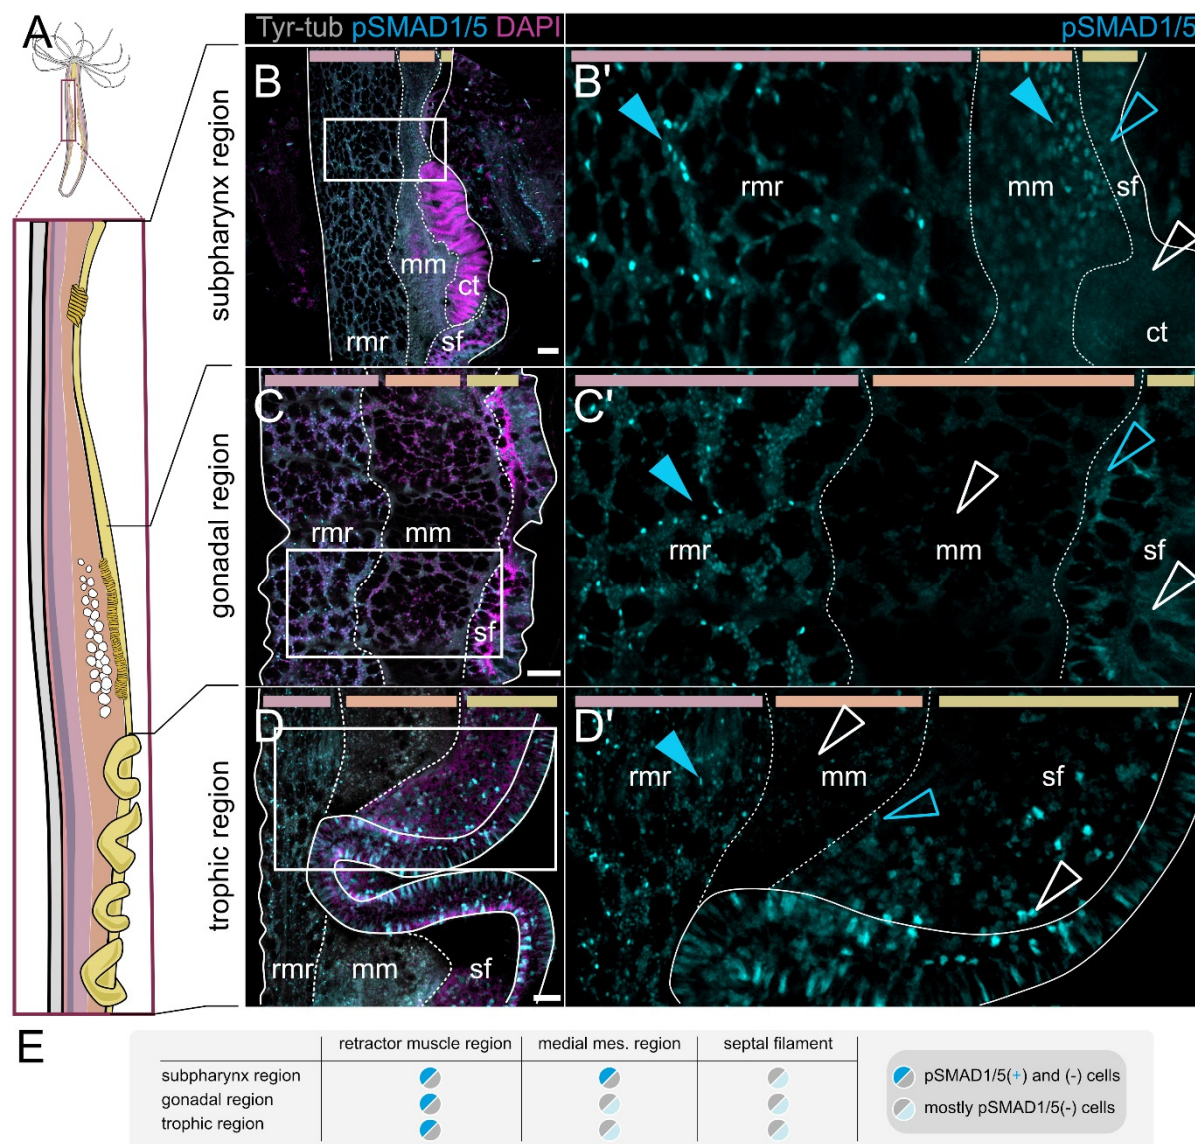 A
Tyr-tub pSMAD1/5 DAPI
pSMAD1/5
subpharynx region
B
mm
ct
rmr
sf
B'
rmr
mm
sf
ct
gonadal region
C
rmr
mm
sf
C'
rmr
mm
sf
trophic region
D
rmr
mm
sf
D'
rmr
mm
sf
E
retractor muscle region medial mes. region septal filament
subpharynx region
gonadal region
trophic region
pSMAD1/5(+) and (-) cells
mostly pSMAD1/5(-) cells